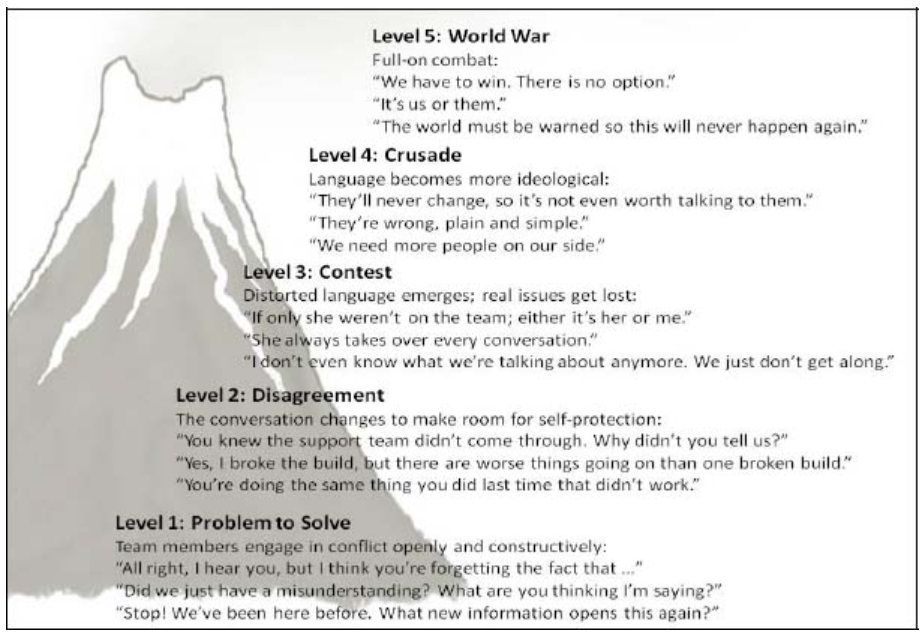 Level 5: World War
Full-on combat:
“We have to win. There is no option.”
“It’s us or them.”
“The world must be warned so this will never happen again.”
Level 4: Crusade
Language becomes more ideological:
“They’ll never change, so it’s not even worth talking to them.”
“They’re wrong, plain and simple.”
“We need more people on our side.”
Level 3: Contest
Distorted language emerges; real issues get lost:
“If only she weren’t on the team; either it’s her or me.”
“She always takes over every conversation.”
“I don’t even know what we’re talking about anymore. We just don’t get along.”
Level 2: Disagreement
The conversation changes to make room for self-protection:
“You knew the support team didn’t come through. Why didn’t you tell us?”
“Yes, I broke the build, but there are worse things going on than one broken build.”
“You’re doing the same thing you did last time that didn’t work.”
Level 1: Problem to Solve
Team members engage in conflict openly and constructively:
“All right, I hear you, but I think you’re forgetting the fact that ...”
“Did we just have a misunderstanding? What are you thinking I’m saying?”
“Stop! We’ve been here before. What new information opens this again?”